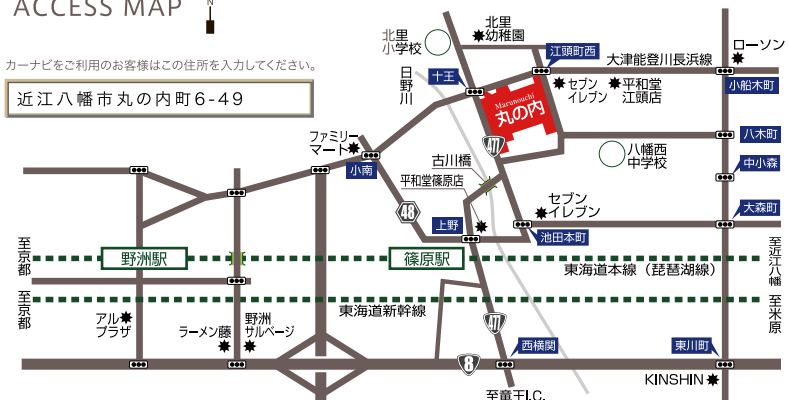 ACCESS MAP
N
カーナビをご利用のお客様はこの住所を入力してください。
近江八幡市丸の内町6-49
北里
小学校
北里
幼稚園
江頭町西
大津能登川長浜線
ローソン
日野川
十王
セブン
イレブン
平和堂
江頭店
小船木町
Marunouchi
丸の内
ファミリー
マート
477
八木町
古川橋
八幡西
中学校
小南
中小森
平和堂篠原店
48
上野
セブン
イレブン
大森町
池田本町
至京都
野洲駅
篠原駅
東海道本線（琵琶湖線）
至近江八幡
至京都
東海道新幹線
至米原
アル
プラザ
ラーメン藤
野洲
サルベージ
477
8
西横関
東川町
KINSHIN
至竜王I.C.